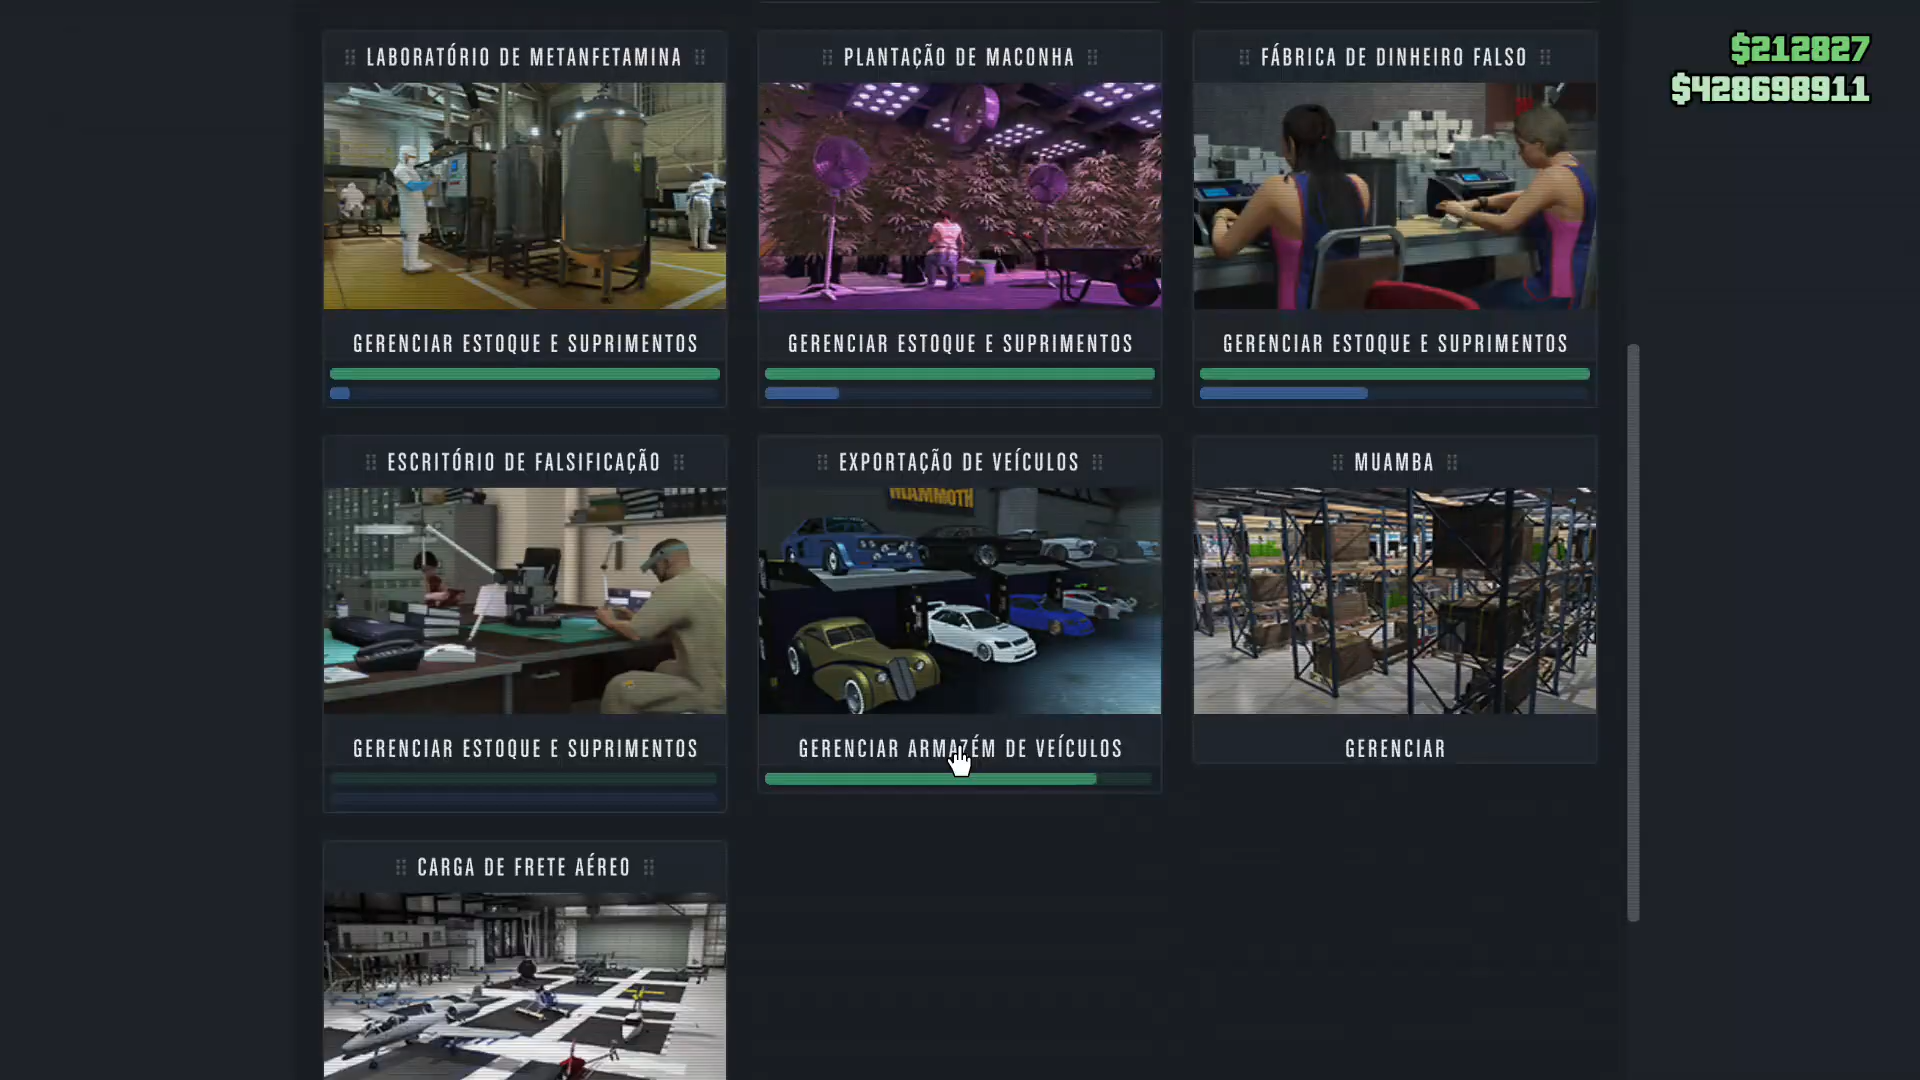 LABORATÓRIO DE METANFETAMINA
PLANTAÇÃO DE MACONHA
FÁBRICA DE DINHEIRO FALSO
$212827
$428698911
GERENCIAR ESTOQUE E SUPRIMENTOS
GERENCIAR ESTOQUE E SUPRIMENTOS
GERENCIAR ESTOQUE E SUPRIMENTOS
ESCRITÓRIO DE FALSIFICAÇÃO
EXPORTAÇÃO DE VEÍCULOS
MUAMBA
MAMMOTH
GERENCIAR ESTOQUE E SUPRIMENTOS
GERENCIAR ARMAZÉM DE VEÍCULOS
GERENCIAR
CARGA DE FRETE AÉREO